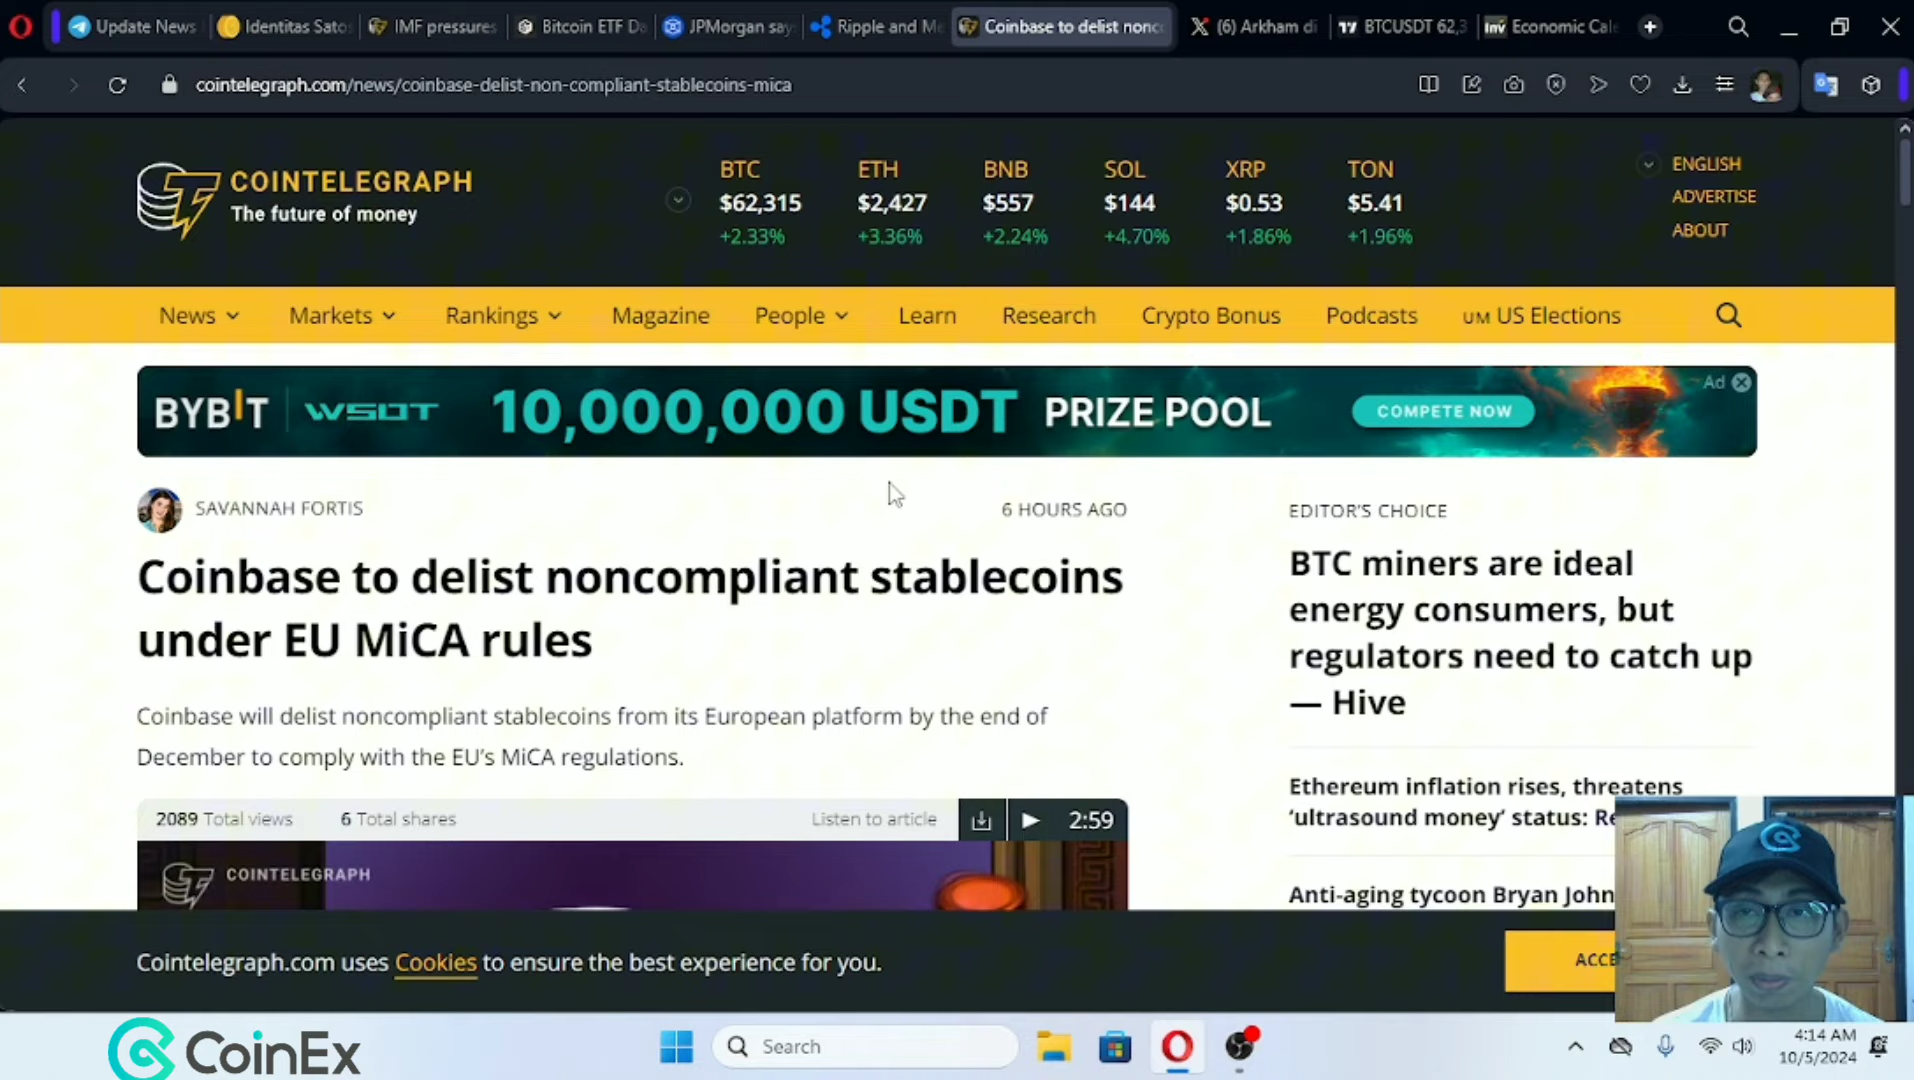 Update News
Identitas Sato
IMF pressures
Bitcoin ETF Da
JPMorgan say
Ripple and Me
Coinbase to delist nonc
(6) Arkham di
BTCUSDT 62,3
Inv Economic Cale
cointelegraph.com/news/coinbase-delist-non-compliant-stablecoins-mica
COINTELEGRAPH
The future of money
BTC ETH BNB SOL XRP TON
$62,315 $2,427 $557 $144 $0.53 $5.41
+2.33% +3.36% +2.24% +4.70% +1.86% +1.96%
ENGLISH
ADVERTISE
ABOUT
News Markets Rankings Magazine People Learn Research Crypto Bonus Podcasts UM US Elections
BYBIT WSOT 10,000,000 USDT PRIZE POOL COMPETE NOW Ad
SAVANNAH FORTIS
6 HOURS AGO
Coinbase to delist noncompliant stablecoins
under EU MiCA rules
Coinbase will delist noncompliant stablecoins from its European platform by the end of
December to comply with the EU’s MiCA regulations.
2089 Total views 6 Total shares Listen to article 2:59
COINTELEGRAPH
EDITOR’S CHOICE
BTC miners are ideal
energy consumers, but
regulators need to catch up
— Hive
Ethereum inflation rises, threatens
‘ultrasound money’ status: Re
Anti-aging tycoon Bryan John
Cointelegraph.com uses Cookies to ensure the best experience for you.
ACCE
CoinEx
Search
4:14 AM
10/5/2024